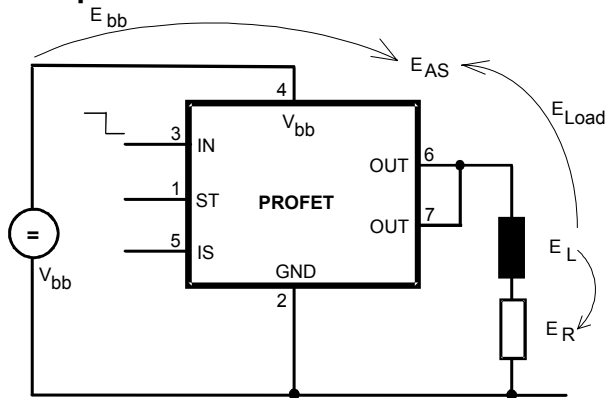 E bb
E AS
E Load
4
V bb
3
IN
OUT
6
1
ST
PROFET
7
OUT
5
IS
=
V bb
GND
2
E L
E R